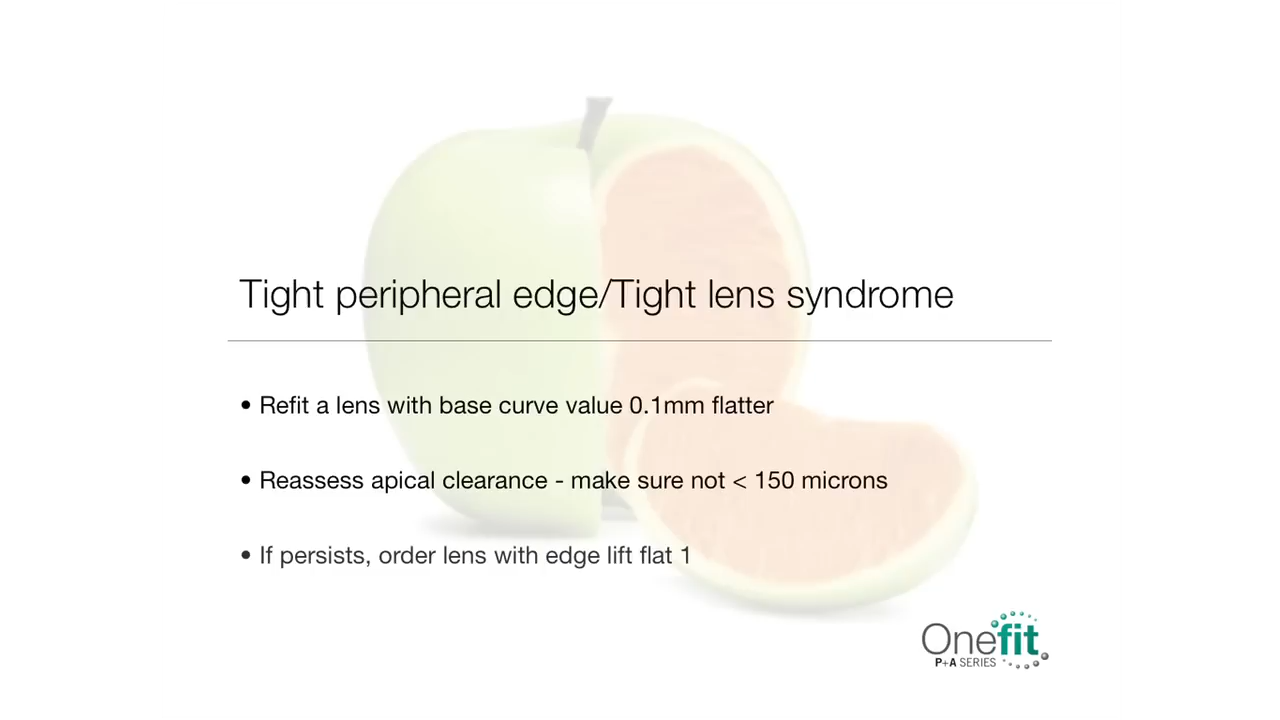 Tight peripheral edge/Tight lens syndrome
• Refit a lens with base curve value 0.1mm flatter
• Reassess apical clearance - make sure not < 150 microns
• If persists, order lens with edge lift flat 1
Onefit
P+A SERIES